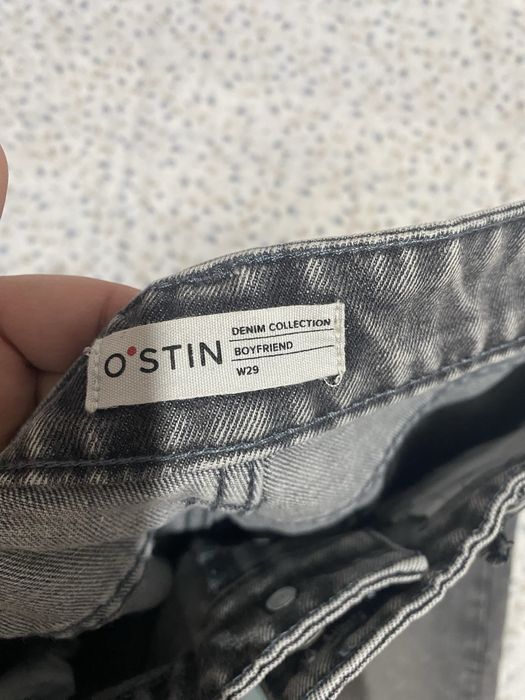 O'STIN
DENIM COLLECTION
BOYFRIEND
W29